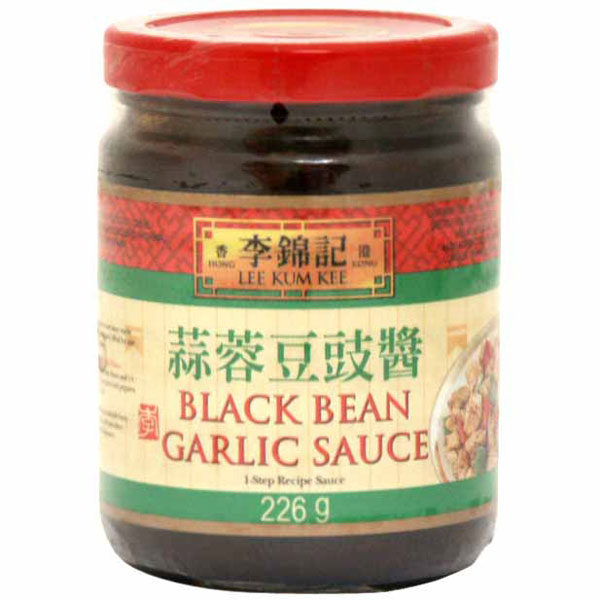 香 李錦記 港
HONG KONG
LEE KUM KEE
蒜蓉豆豉醬
BLACK BEAN
GARLIC SAUCE
1-Step Recipe Sauce
226 g